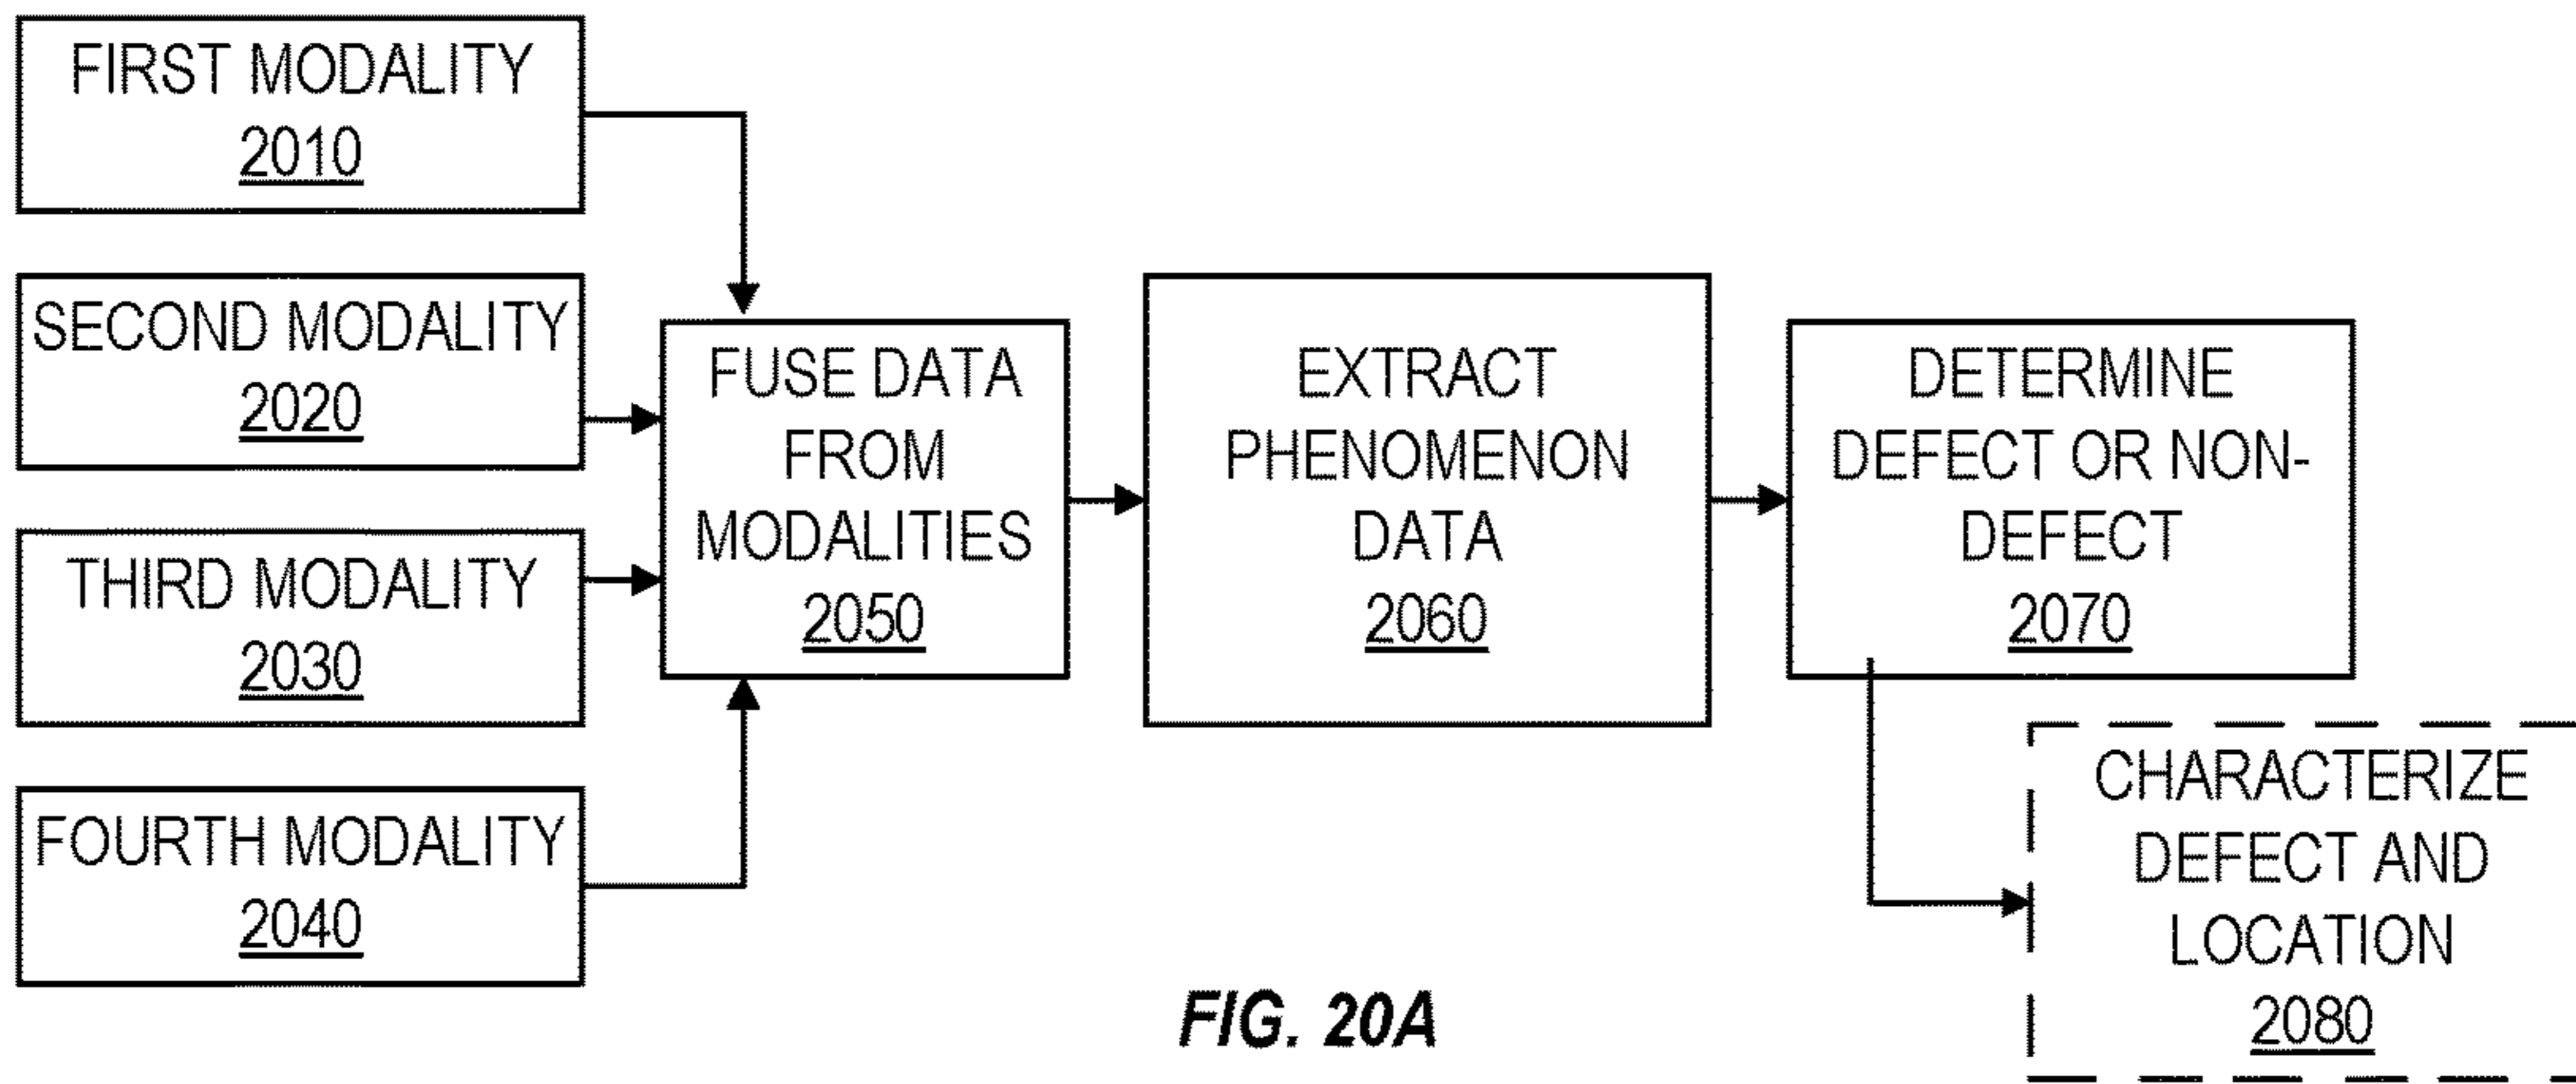 FIRST MODALITY
2010
SECOND MODALITY
2020
THIRD MODALITY
2030
FOURTH MODALITY
2040
FUSE DATA
FROM
MODALITIES
2050
EXTRACT
PHENOMENON
DATA
2060
DETERMINE
DEFECT OR NON-
DEFECT
2070
CHARACTERIZE
DEFECT AND
LOCATION
2080
FIG. 20A